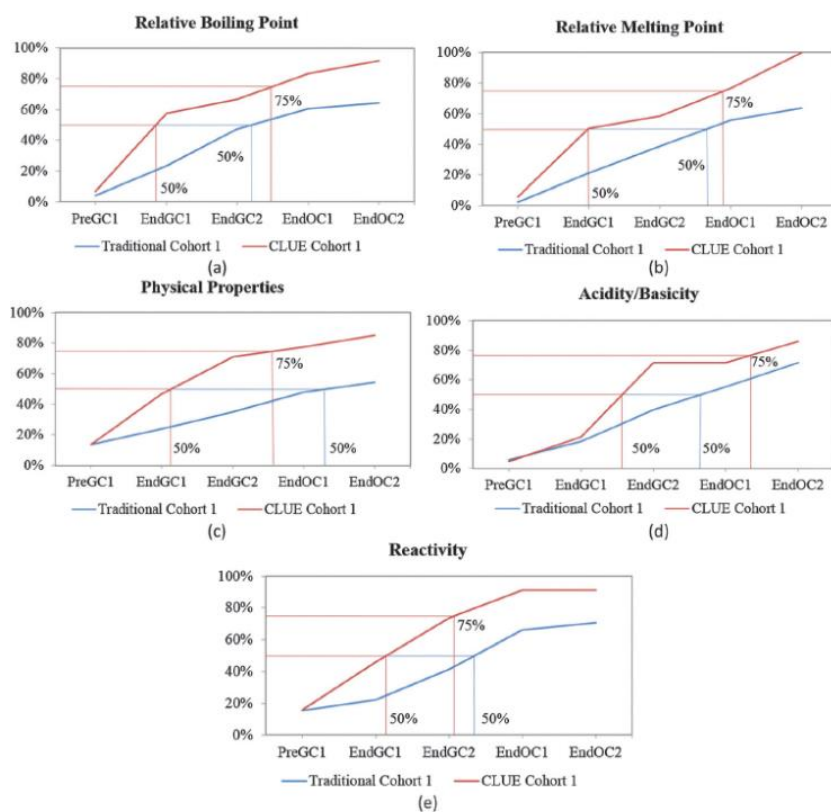 Relative Boiling Point
100%
80%
60%
40%
20%
0%
75%
50%
50%
PreGC1 EndGC1 EndGC2 EndOC1 EndOC2
Traditional Cohort 1 CLUE Cohort 1
(a)
Relative Melting Point
100%
80%
60%
40%
20%
0%
75%
50%
50%
PreGC1 EndGC1 EndGC2 EndOC1 EndOC2
Traditional Cohort 1 CLUE Cohort 1
(b)
Physical Properties
100%
80%
60%
40%
20%
0%
75%
50%
50%
PreGC1 EndGC1 EndGC2 EndOC1 EndOC2
Traditional Cohort 1 CLUE Cohort 1
(c)
Acidity/Basicity
100%
80%
60%
40%
20%
0%
75%
50%
50%
PreGC1 EndGC1 EndGC2 EndOC1 EndOC2
Traditional Cohort 1 CLUE Cohort 1
(d)
Reactivity
100%
80%
60%
40%
20%
0%
75%
50%
50%
PreGC1 EndGC1 EndGC2 EndOC1 EndOC2
Traditional Cohort 1 CLUE Cohort 1
(e)